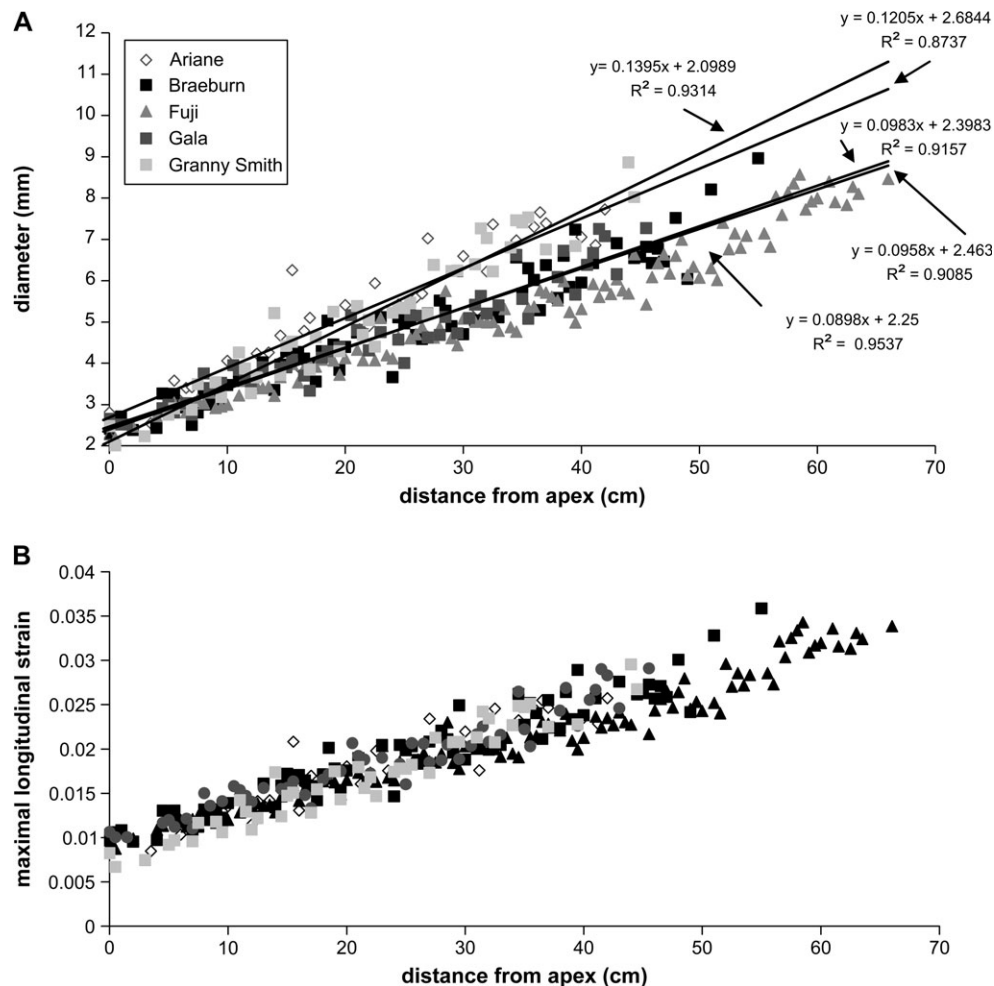 A
12
11
10
9
8
7
6
5
4
3
2
diameter (mm)
Ariane
Braeburn
Fuji
Gala
Granny Smith
y= 0.1395x + 2.0989
R² = 0.9314
y = 0.1205x + 2.6844
R² = 0.8737
y = 0.0983x + 2.3983
R² = 0.9157
y = 0.0958x + 2.463
R² = 0.9085
y = 0.0898x + 2.25
R² = 0.9537
0 10 20 30 40 50 60 70
distance from apex (cm)
B
0.04
0.035
0.03
0.025
0.02
0.015
0.01
0.005
0
maximal longitudinal strain
0 10 20 30 40 50 60 70
distance from apex (cm)